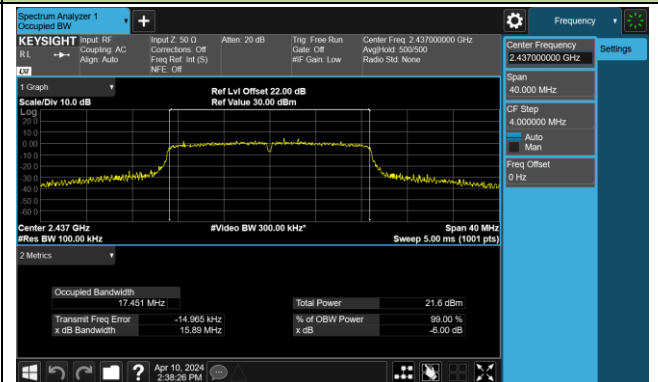 Spectrum Analyzer 1
Occupied BW
Frequency
KEYSIGHT
RL
Input: RF
Coupling: AC
Align: Auto
Input Z: 50 Ω
Corrections: Off
Freq Ref: Int (S)
NFE: Off
Atten: 20 dB
Trig: Free Run
Gate: Off
#IF Gain: Low
Center Freq: 2.437000000 GHz
Avg|Hold: 500/500
Radio Std: None
Center Frequency
2.437000000 GHz
Settings
Span
40.000 MHz
CF Step
4.000000 MHz
Auto
Man
Freq Offset
0 Hz
1 Graph
Scale/Div 10.0 dB
Ref Lvl Offset 22.00 dB
Ref Value 30.00 dBm
Log
20.0
10.0
0.00
-10.0
-20.0
-30.0
-40.0
-50.0
-60.0
Center 2.437 GHz
#Res BW 100.00 kHz
#Video BW 300.00 kHz*
Span 40 MHz
Sweep 5.00 ms (1001 pts)
2 Metrics
Occupied Bandwidth
17.451 MHz
Total Power 21.6 dBm
Transmit Freq Error -14.965 kHz
% of OBW Power 99.00 %
x dB Bandwidth 15.89 MHz
x dB -6.00 dB
Apr 10, 2024
2:38:26 PM